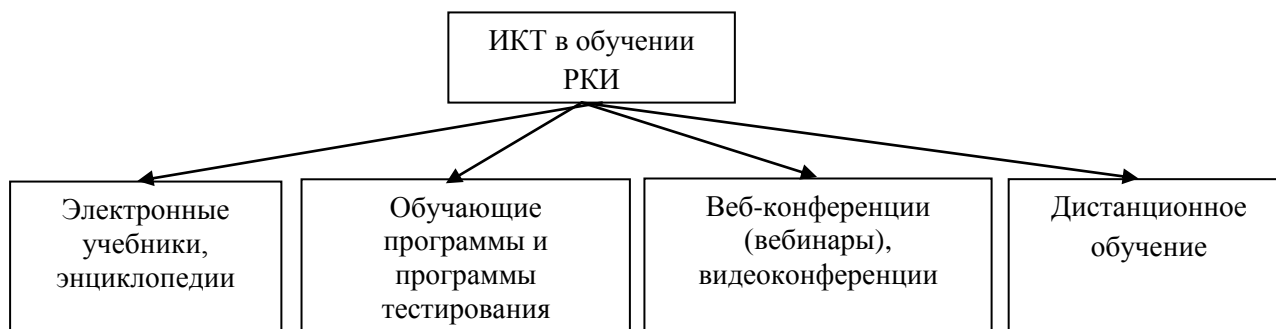 ИКТ в обучении
РКИ
Электронные
учебники,
энциклопедии
Обучающие
программы и
программы
тестирования
Веб-конференции
(вебинары),
видеоконференции
Дистанционное
обучение